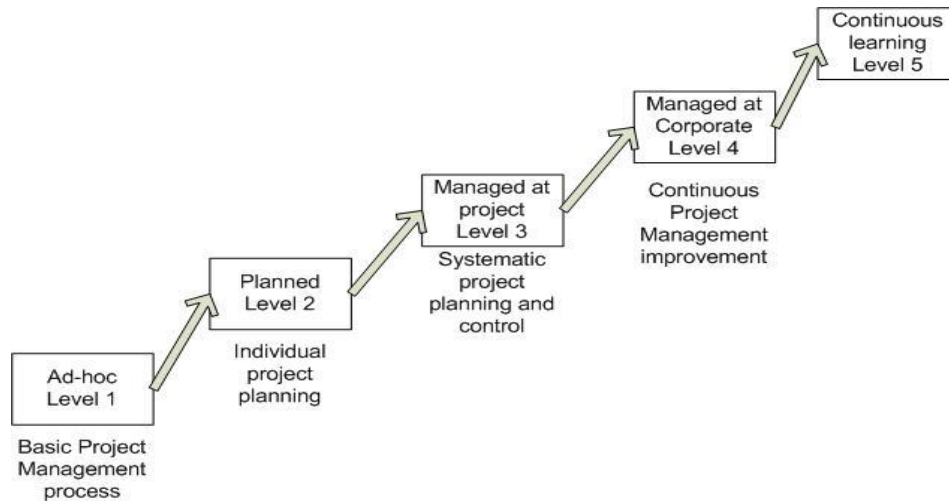 Ad-hoc
Level 1
Basic Project
Management
process
Planned
Level 2
Individual
project
planning
Managed at
project
Level 3
Systematic
project
planning and
control
Managed at
Corporate
Level 4
Continuous
Project
Management
improvement
Continuous
learning
Level 5